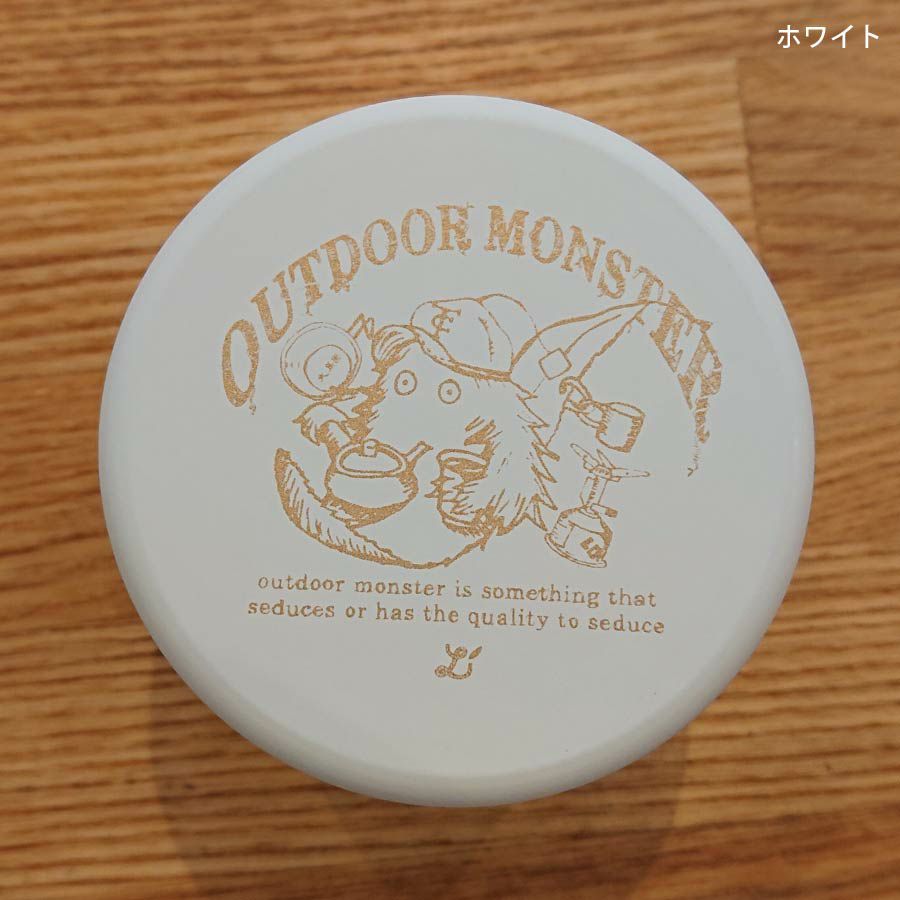 ホワイト
OUTDOOR MONSTER
outdoor monster is something that
seduces or has the quality to seduce